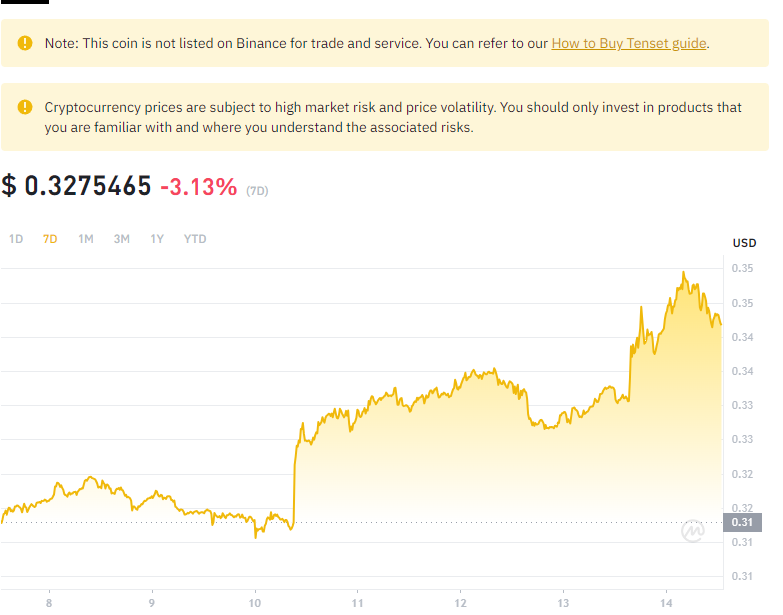 Note: This coin is not listed on Binance for trade and service. You can refer to our How to Buy Tenset guide.
Cryptocurrency prices are subject to high market risk and price volatility. You should only invest in products that
you are familiar with and where you understand the associated risks.
$ 0.3275465 -3.13% (7D)
1D 7D 1M 3M 1Y YTD
USD
0.35
0.35
0.34
0.34
0.33
0.33
0.32
0.32
0.31
0.31
0.31
8 9 10 11 12 13 14